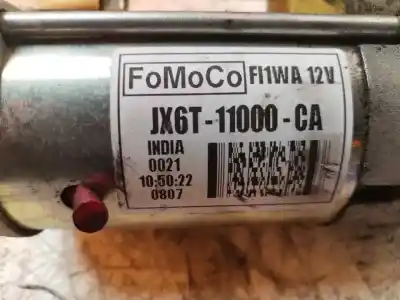 FoMoCo FI1WA 12V
JX6T-11000-CA
INDIA
0021
10:50:22
0807